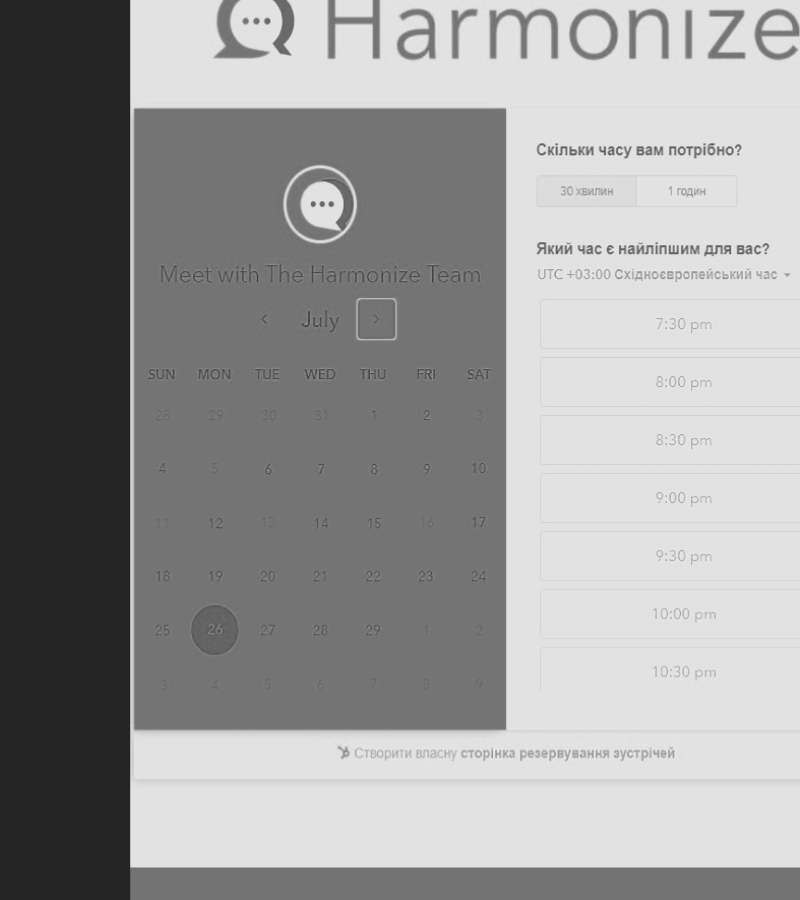 Harmonize
Meet with The Harmonize Team
July
SUN MON TUE WED THU FRI SAT
28 29 30 31 1 2 3
4 5 6 7 8 9 10
11 12 13 14 15 16 17
18 19 20 21 22 23 24
25 26 27 28 29 1 2
3 4 5 6 7 8 9
Скільки часу вам потрібно?
30 хвилин 1 годин
Який час є найліпшим для вас?
UTC +03:00 Східноєвропейський час
7:30 pm
8:00 pm
8:30 pm
9:00 pm
9:30 pm
10:00 pm
10:30 pm
Створити власну сторінка резервування зустрічей